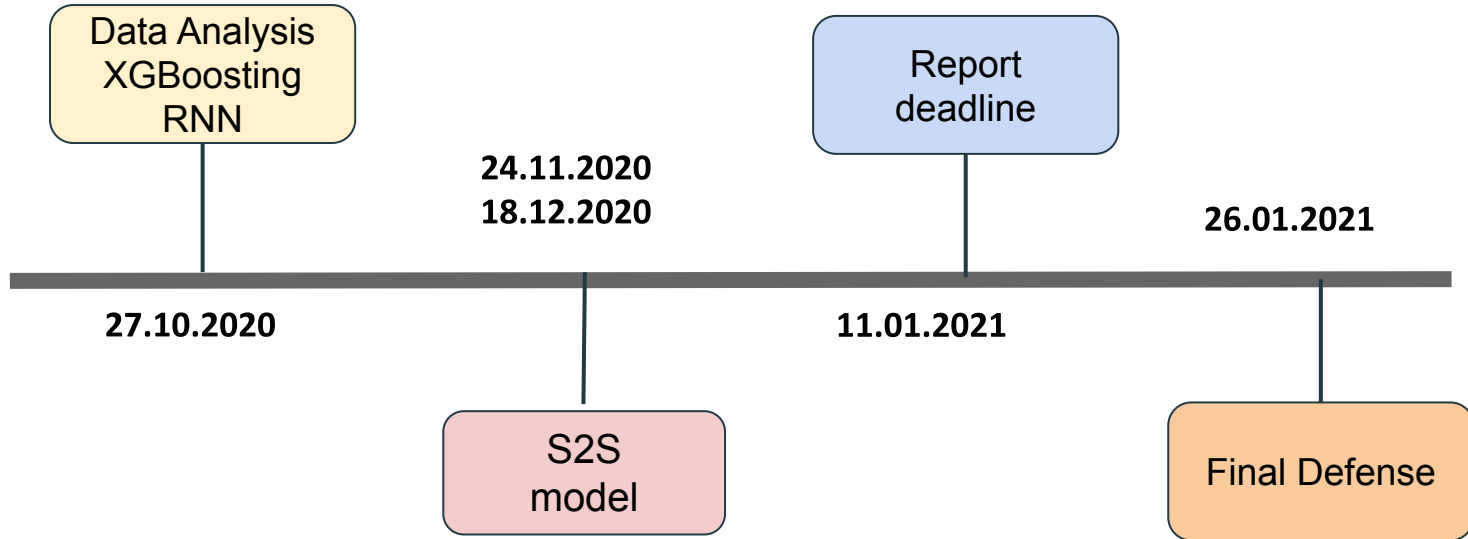 Data Analysis
XGBoosting
RNN
27.10.2020
24.11.2020
18.12.2020
S2S
model
Report
deadline
11.01.2021
26.01.2021
Final Defense